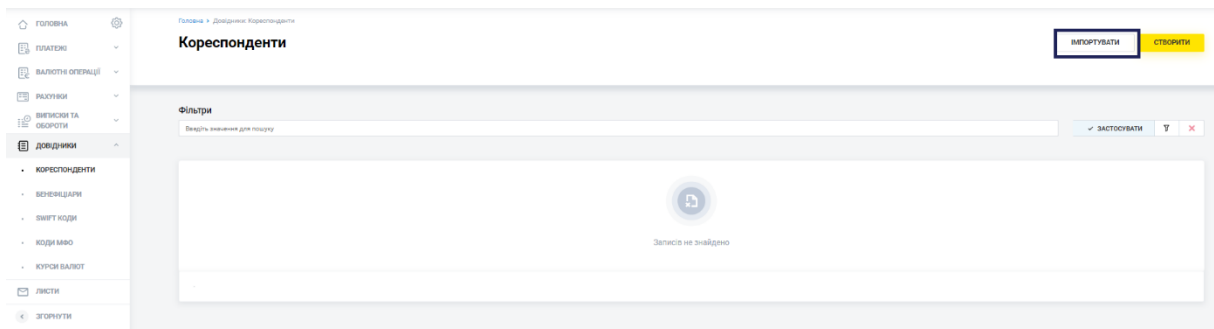 ГОЛОВНА
ПЛАТЕЖІ
ВАЛЮТНІ ОПЕРАЦІЇ
РАХУНКИ
ВИПИСКИ ТА
ОБОРОТИ
ДОВІДНИКИ
КОРЕСПОНДЕНТИ
БЕНЕФІЦІАРИ
SWIFT КОДИ
КОДИ МФО
КУРСИ ВАЛЮТ
ЛИСТИ
ЗГОРНУТИ
Головна > Довідники: Кореспонденти
Кореспонденти
ІМПОРТУВАТИ
СТВОРИТИ
Фільтри
Введіть значення для пошуку
ЗАСТОСУВАТИ
Записів не знайдено